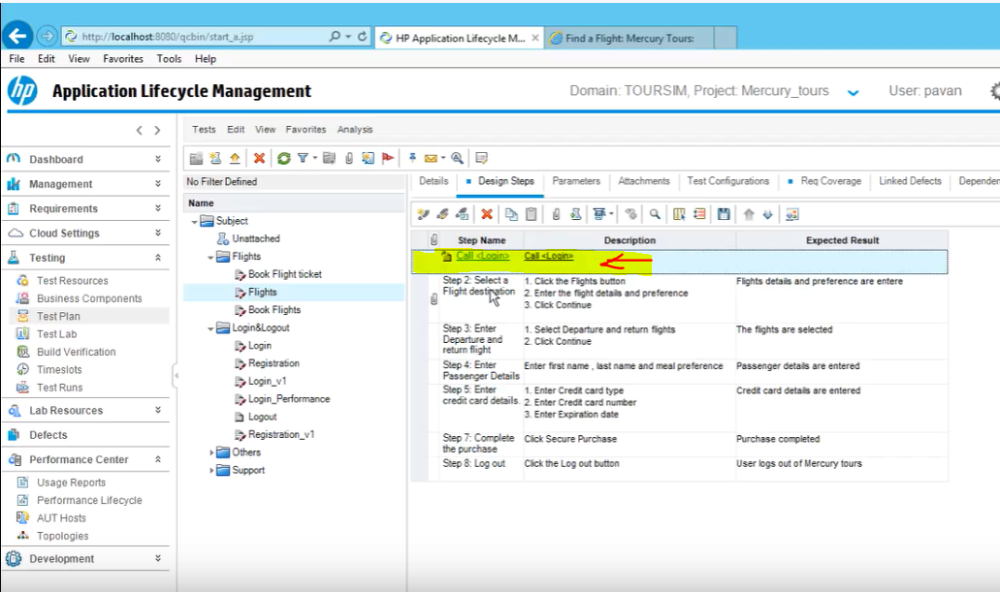 http://localhost:8080/qcbin/start_a.jsp
HP Application Lifecycle M...
Find a Flight: Mercury Tours:
File Edit View Favorites Tools Help
hp
Application Lifecycle Management
Domain: TOURSIM, Project: Mercury_tours
User: pavan
Dashboard
Management
Requirements
Cloud Settings
Testing
Test Resources
Business Components
Test Plan
Test Lab
Build Verification
Timeslots
Test Runs
Lab Resources
Defects
Performance Center
Usage Reports
Performance Lifecycle
AUT Hosts
Topologies
Development
Tests Edit View Favorites Analysis
No Filter Defined
Name
Subject
Unattached
Flights
Book Flight ticket
Flights
Book Flights
Login&Logout
Login
Registration
Login_v1
Login_Performance
Logout
Registration_v1
Others
Support
Details Design Steps Parameters Attachments Test Configurations Req Coverage Linked Defects Depende
Step Name Description Expected Result
Call <Login> Call <Login>
Step 2: Select a
Flight destination
1. Click the Flights button
2. Enter the flight details and preference
3. Click Continue
Flights details and preference are entere
Step 3: Enter
Departure and
return flight
1. Select Departure and return flights
2. Click Continue
The flights are selected
Step 4: Enter
Passenger Details
Enter first name , last name and meal preference
Passenger details are entered
Step 5: Enter
credit card details.
1. Enter Credit card type
2. Enter Credit card number
3. Enter Expiration date
Credit card details are entered
Step 7: Complete
the purchase
Click Secure Purchase
Purchase completed
Step 8: Log out
Click the Log out button
User logs out of Mercury tours